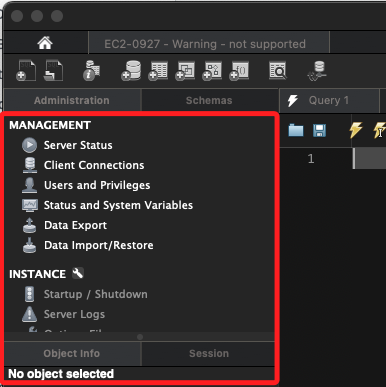 EC2-0927 - Warning - not supported
Administration
Schemas
Query 1
MANAGEMENT
Server Status
Client Connections
Users and Privileges
Status and System Variables
Data Export
Data Import/Restore
1
INSTANCE
Startup / Shutdown
Server Logs
Object Info
Session
No object selected